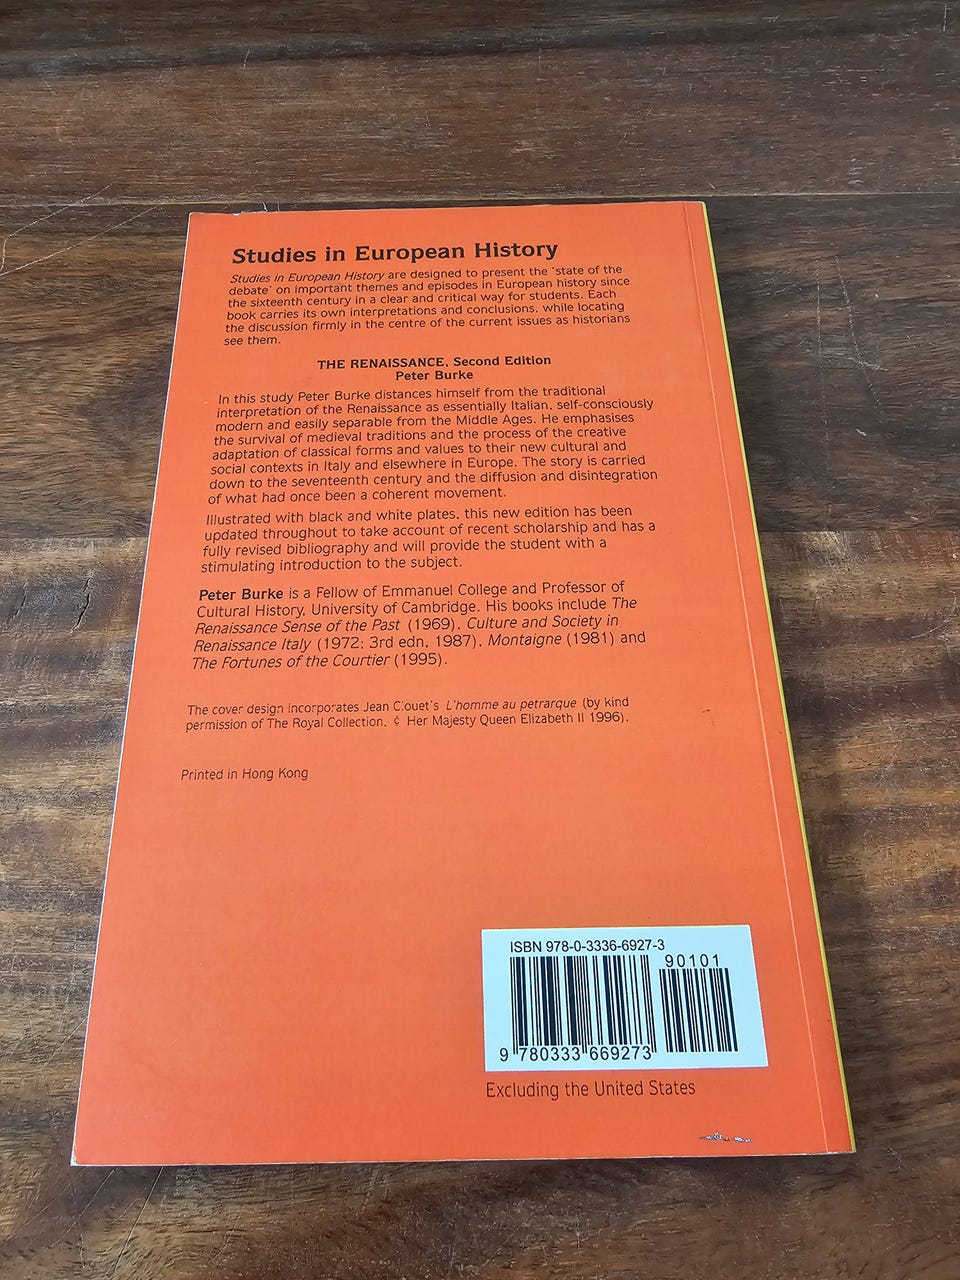 Studies in European History
Studies in European History are designed to present the 'state of the
debate' on important themes and episodes in European history since
the sixteenth century in a clear and critical way for students. Each
book carries its own interpretations and conclusions, while locating
the discussion firmly in the centre of the current issues as historians
see them.
THE RENAISSANCE, Second Edition
Peter Burke
In this study Peter Burke distances himself from the traditional
interpretation of the Renaissance as essentially Italian, self-consciously
modern and easily separable from the Middle Ages. He emphasises
the survival of medieval traditions and the process of the creative
adaptation of classical forms and values to their new cultural and
social contexts in Italy and elsewhere in Europe. The story is carried
down to the seventeenth century and the diffusion and disintegration
of what had once been a coherent movement.
Illustrated with black and white plates, this new edition has been
updated throughout to take account of recent scholarship and has a
fully revised bibliography and will provide the student with a
stimulating introduction to the subject.
Peter Burke is a Fellow of Emmanuel College and Professor of
Cultural History, University of Cambridge. His books include The
Renaissance Sense of the Past (1969), Culture and Society in
Renaissance Italy (1972; 3rd edn, 1987), Montaigne (1981) and
The Fortunes of the Courtier (1995).
The cover design incorporates Jean Clouet's L'homme au petrarque (by kind
permission of The Royal Collection, © Her Majesty Queen Elizabeth II 1996).
Printed in Hong Kong
ISBN 978-0-3336-6927-3
90101
9 780333 669273
Excluding the United States